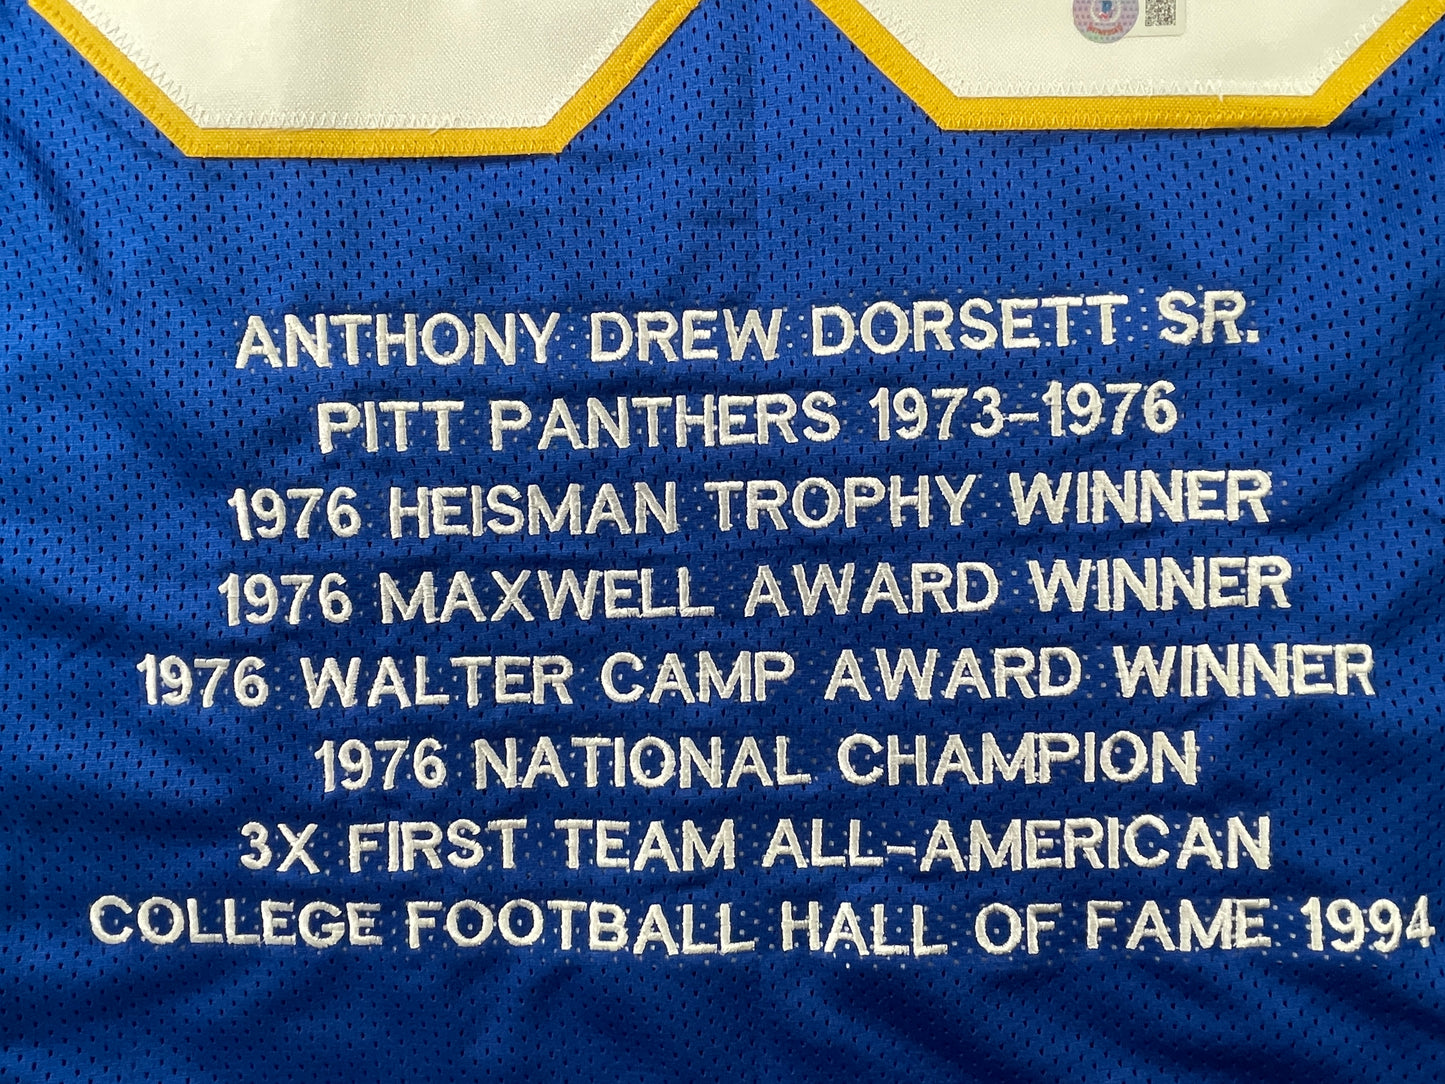 ANTHONY DREW DORSETT SR.
PITT PANTHERS 1973-1976
1976 HEISMAN TROPHY WINNER
1976 MAXWELL AWARD WINNER
1976 WALTER CAMP AWARD WINNER
1976 NATIONAL CHAMPION
3X FIRST TEAM ALL-AMERICAN
COLLEGE FOOTBALL HALL OF FAME 1994